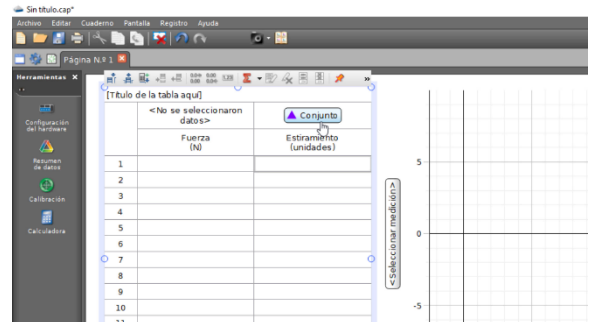 Sin título.cap*
Archivo Editar Cuaderno Pantalla Registro Ayuda
Página N.º 1
Herramientas
[Título de la tabla aquí]
<No se seleccionaron
datos>
Conjunto
Fuerza
(N)
Estiramiento
(unidades)
Configuración
del hardware
Resumen
de datos
Calibración
Calculadora
1
2
3
4
5
6
7
8
9
10
<Seleccionar medición>
5
0
-5